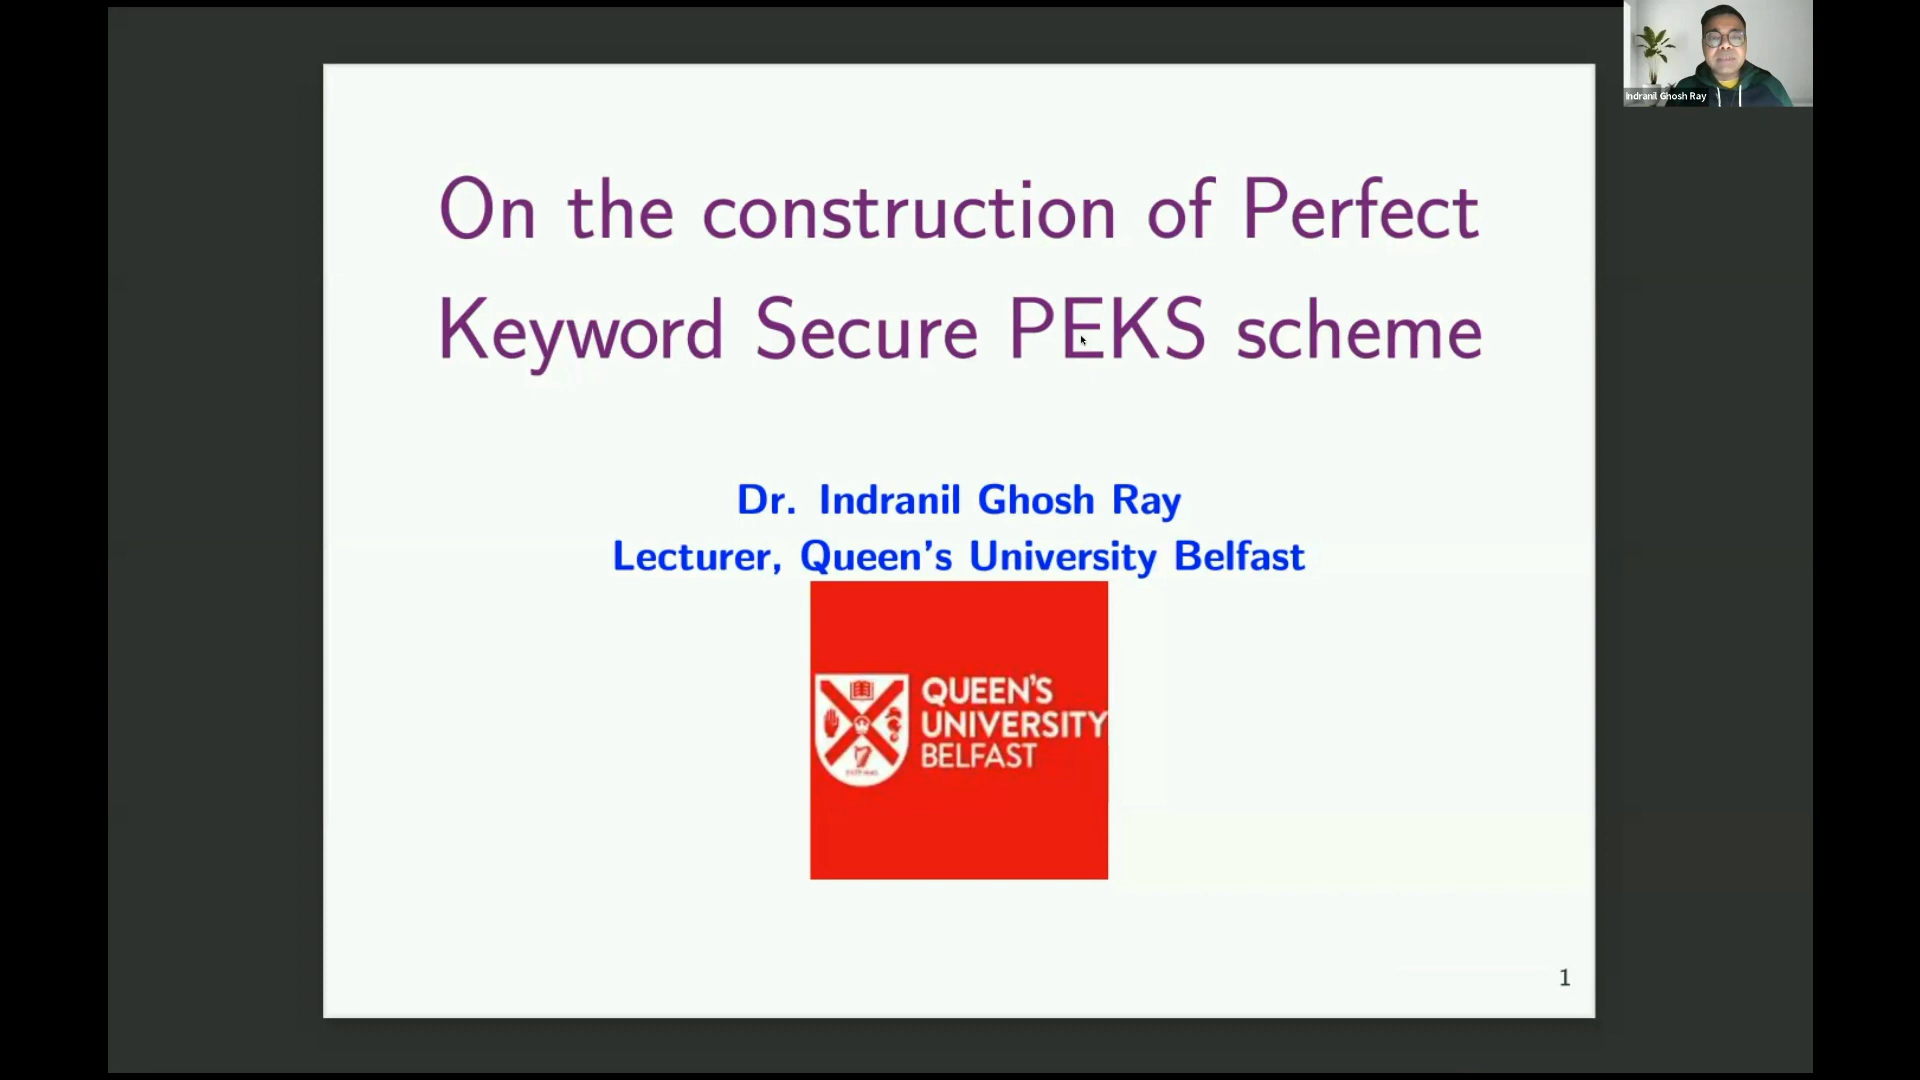 Indranil Ghosh Ray
On the construction of Perfect
Keyword Secure PEKS scheme
Dr. Indranil Ghosh Ray
Lecturer, Queen's University Belfast
QUEEN'S
UNIVERSITY
BELFAST
1